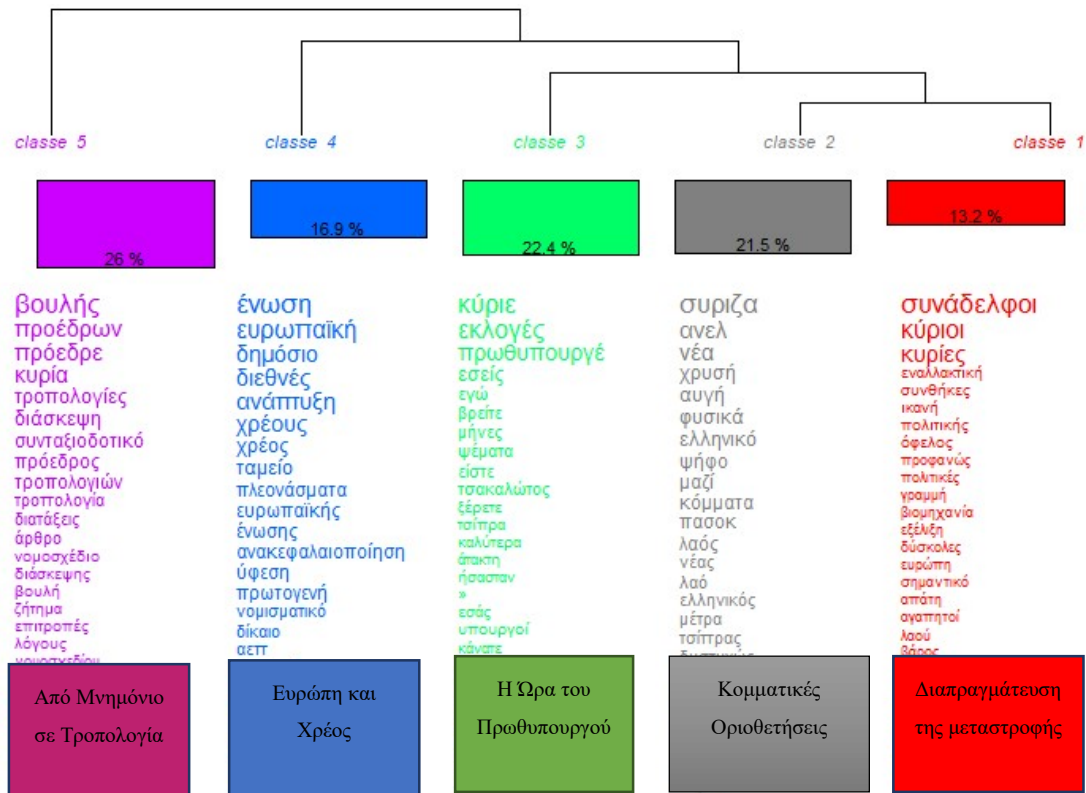 classe 5
classe 4
classe 3
classe 2
classe 1
26 %
16.9 %
22.4 %
21.5 %
13.2 %
βουλής
προέδρων
πρόεδρε
κυρία
τροπολογίες
διάσκεψη
συνταξιοδοτικό
πρόεδρος
τροπολογιών
τροπολογία
διατάξεις
άρθρο
νομοσχέδιο
διάσκεψης
βουλή
ζήτημα
επιτροπές
λόγους
νομοσχεδίου
ένωση
ευρωπαϊκή
δημόσιο
διεθνές
ανάπτυξη
χρέους
χρέος
ταμείο
πλεονάσματα
ευρωπαϊκής
ένωσης
ανακεφαλαιοποίηση
ύφεση
πρωτογενή
νομισματικό
δίκαιο
αεπ
κύριε
εκλογές
πρωθυπουργέ
εσείς
εγώ
βρείτε
μήνες
ψέματα
είστε
τσακαλώτος
ξέρετε
τσίπρα
καλύτερα
άτακτη
ήσασταν
»
εσάς
υπουργοί
κάνατε
συριζα
ανελ
νέα
χρυσή
αυγή
φυσικά
ελληνικό
ψήφο
μαζί
κόμματα
πασοκ
λαός
νέας
λαό
ελληνικός
μέτρα
τσίπρας
δυστυχώς
συνάδελφοι
κύριοι
κυρίες
εναλλακτική
συνθήκες
ικανή
πολιτικής
όφελος
προφανώς
πολιτικές
γραμμή
βιομηχανία
εξέλιξη
δύσκολες
ευρώπη
σημαντικό
απάτη
αγαπητοί
λαού
βάρος
Από Μνημόνιο
σε Τροπολογία
Ευρώπη και
Χρέος
Η Ώρα του
Πρωθυπουργού
Κομματικές
Οριοθετήσεις
Διαπραγμάτευση
της μεταστροφής